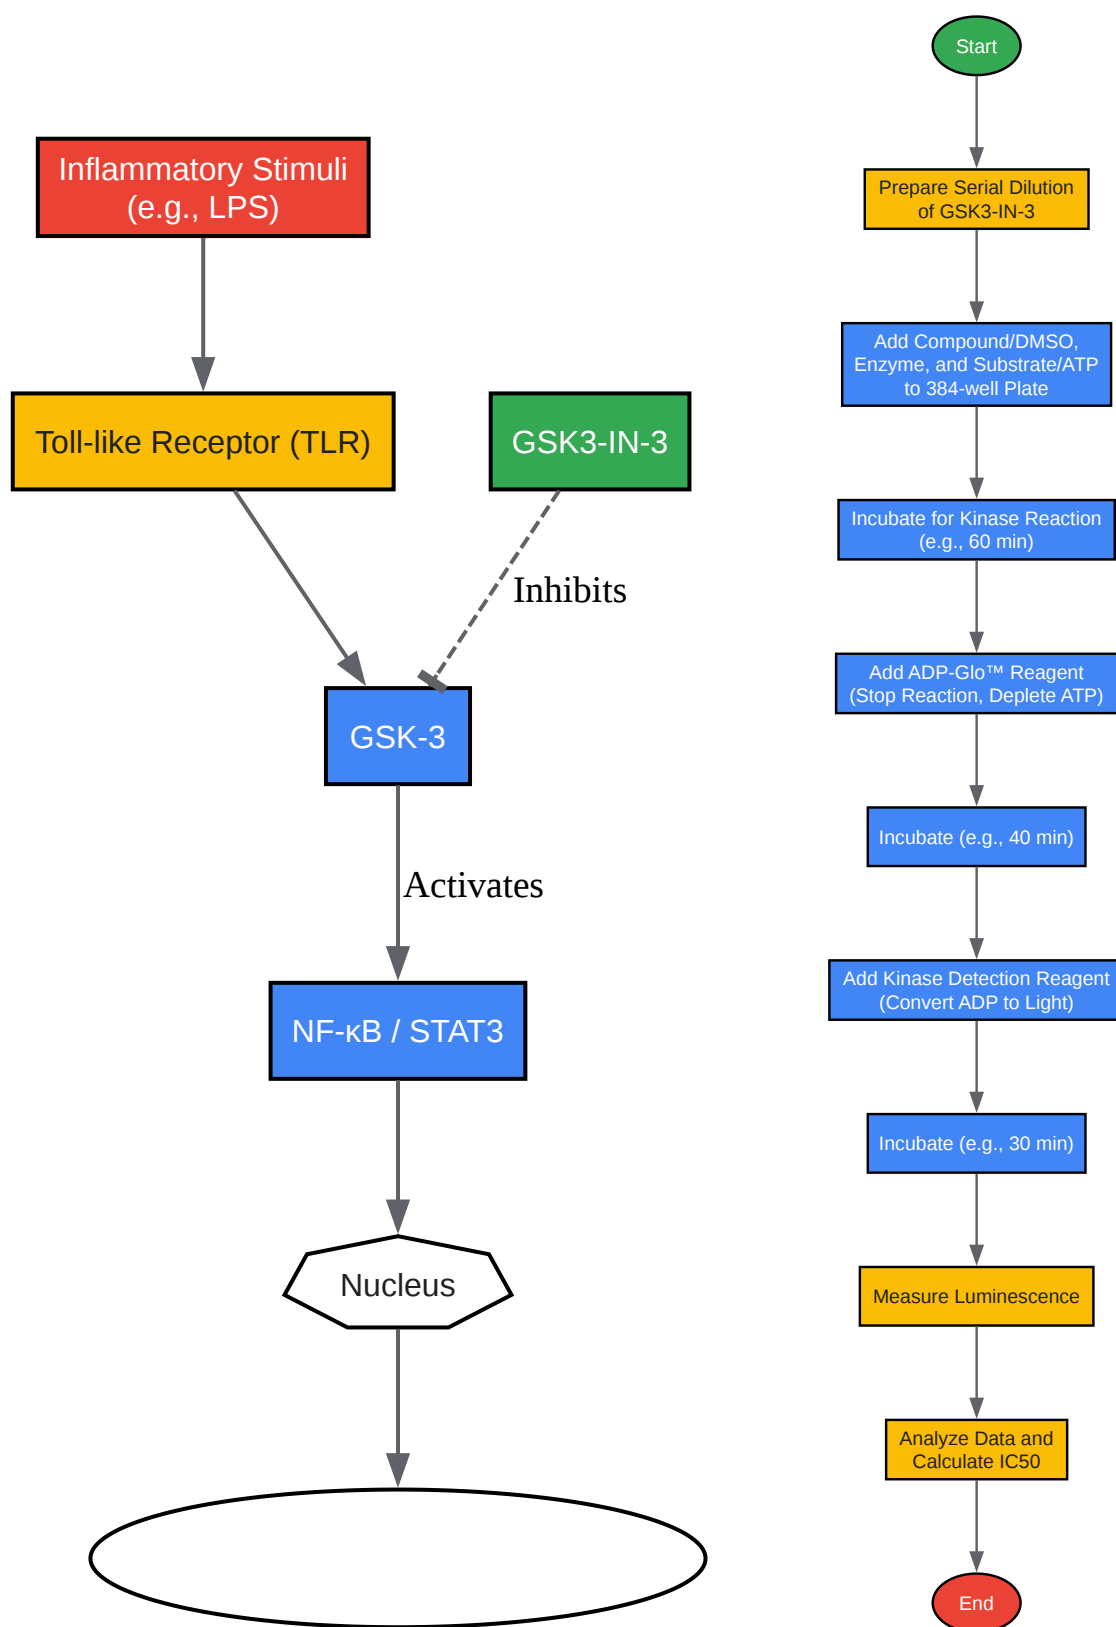 Inflammatory Stimuli
(e.g., LPS)
Toll-like Receptor (TLR)
GSK3-IN-3
Inhibits
GSK-3
Activates
NF-κB / STAT3
Nucleus
Start
Prepare Serial Dilution
of GSK3-IN-3
Add Compound/DMSO,
Enzyme, and Substrate/ATP
to 384-well Plate
Incubate for Kinase Reaction
(e.g., 60 min)
Add ADP-Glo™ Reagent
(Stop Reaction, Deplete ATP)
Incubate (e.g., 40 min)
Add Kinase Detection Reagent
(Convert ADP to Light)
Incubate (e.g., 30 min)
Measure Luminescence
Analyze Data and
Calculate IC50
End